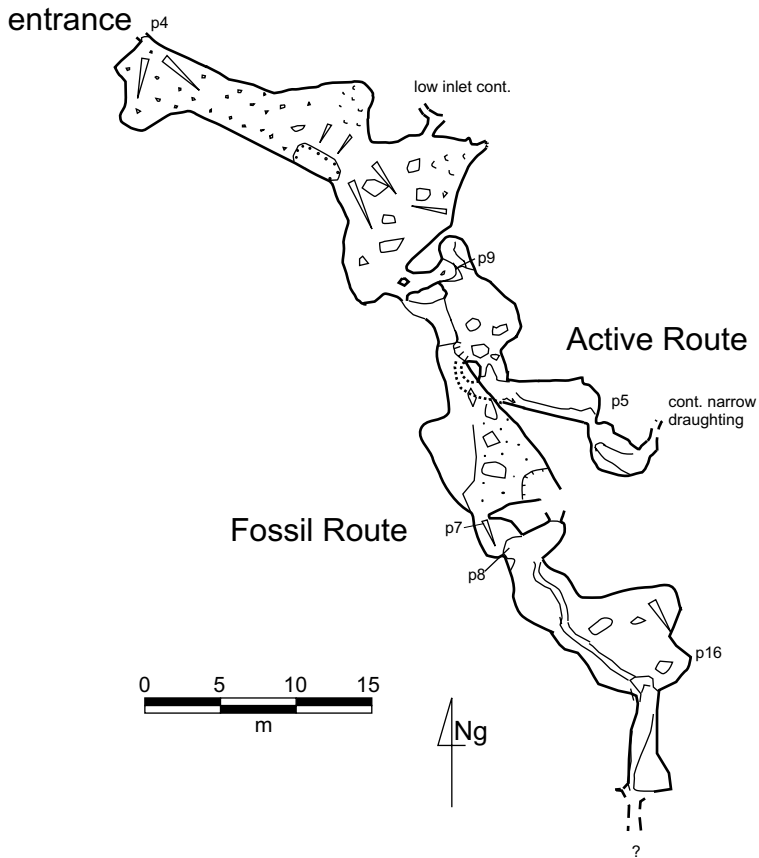 entrance
p4
low inlet cont.
p9
Active Route
p5
cont. narrow
draughting
Fossil Route
p7
p8
p16
0 5 10 15
m
Ng
?